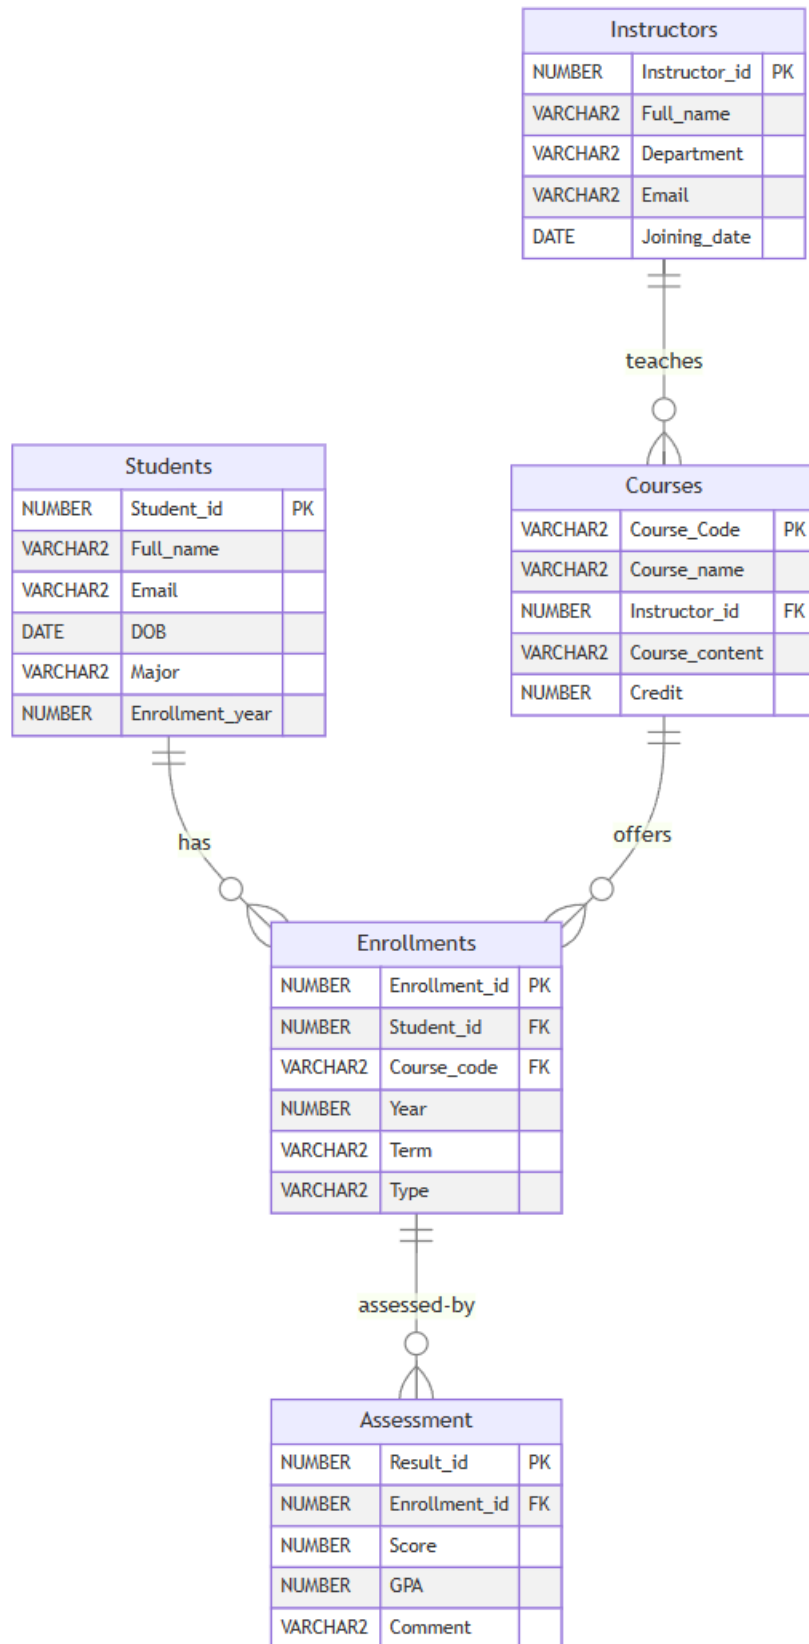 Instructors
NUMBER Instructor_id PK
VARCHAR2 Full_name
VARCHAR2 Department
VARCHAR2 Email
DATE Joining_date
teaches
Students
NUMBER Student_id PK
VARCHAR2 Full_name
VARCHAR2 Email
DATE DOB
VARCHAR2 Major
NUMBER Enrollment_year
Courses
VARCHAR2 Course_Code PK
VARCHAR2 Course_name
NUMBER Instructor_id FK
VARCHAR2 Course_content
NUMBER Credit
has
offers
Enrollments
NUMBER Enrollment_id PK
NUMBER Student_id FK
VARCHAR2 Course_code FK
NUMBER Year
VARCHAR2 Term
VARCHAR2 Type
assessed-by
Assessment
NUMBER Result_id PK
NUMBER Enrollment_id FK
NUMBER Score
NUMBER GPA
VARCHAR2 Comment